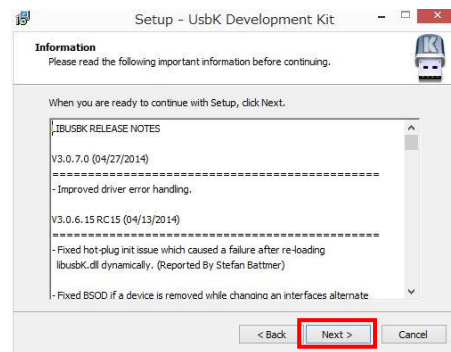 Setup - UsbK Development Kit
Information
Please read the following important information before continuing.
When you are ready to continue with Setup, click Next.
LIBUSBK RELEASE NOTES
V3.0.7.0 (04/27/2014)
================================================
- Improved driver error handling.
V3.0.6.15 RC15 (04/13/2014)
================================================
- Fixed hot-plug init issue which caused a failure after re-loading
libusbK.dll dynamically. (Reported By Stefan Battmer)
- Fixed BSOD if a device is removed while changing an interfaces alternate
< Back Next > Cancel